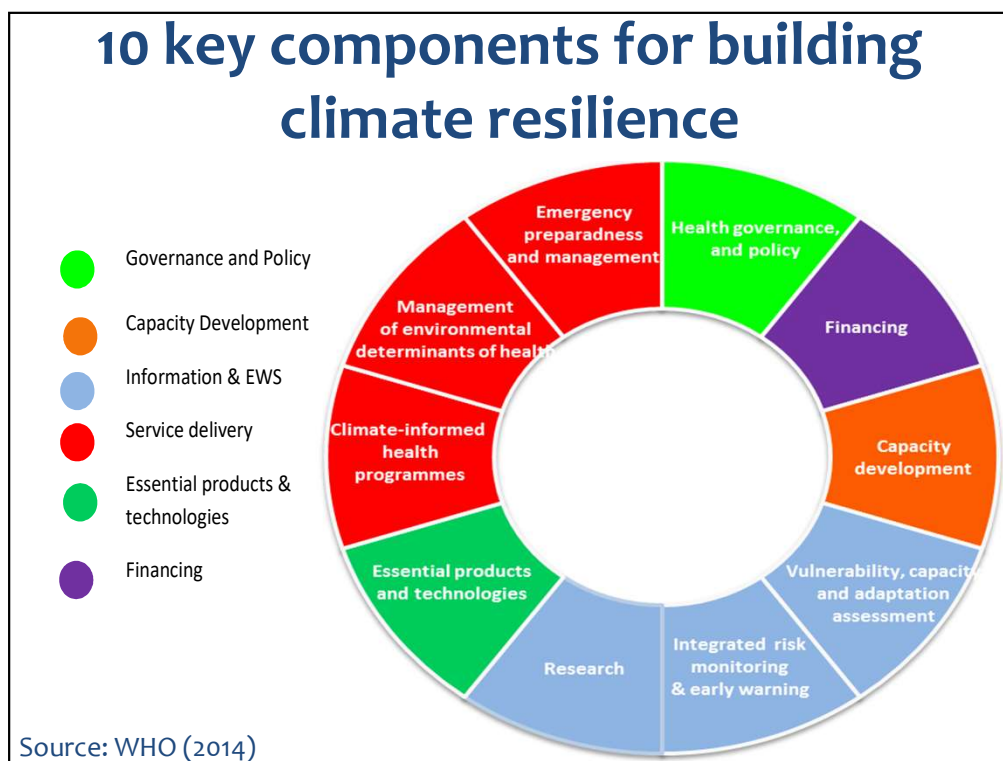 10 key components for building
climate resilience
Governance and Policy
Capacity Development
Information & EWS
Service delivery
Essential products &
technologies
Financing
Health governance,
and policy
Financing
Capacity
development
Vulnerability, capacity
and adaptation
assessment
Integrated risk
monitoring
& early warning
Research
Essential products
and technologies
Climate-informed
health
programmes
Management
of environmental
determinants of health
Emergency
preparadness
and management
Source: WHO (2014)